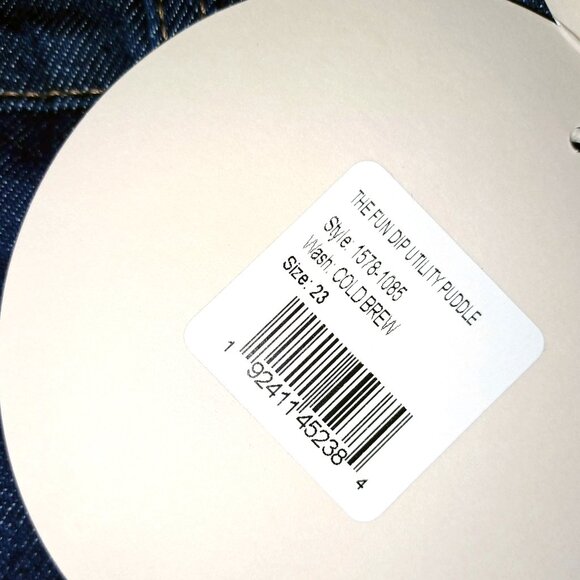 THE FUN DIP UTILITY PUDDLE
Style: 1578-1085
Wash: COLD BREW
Size: 23
1 92411 45238 4